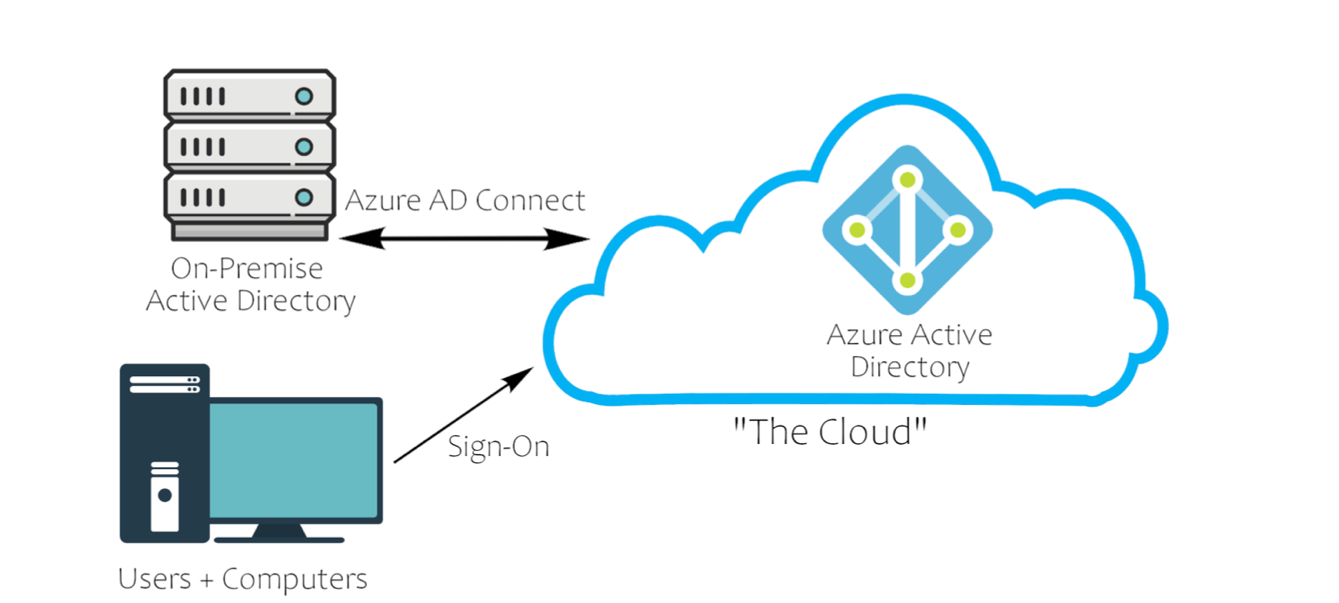 Azure AD Connect
On-Premise
Active Directory
Azure Active
Directory
"The Cloud"
Sign-On
Users + Computers